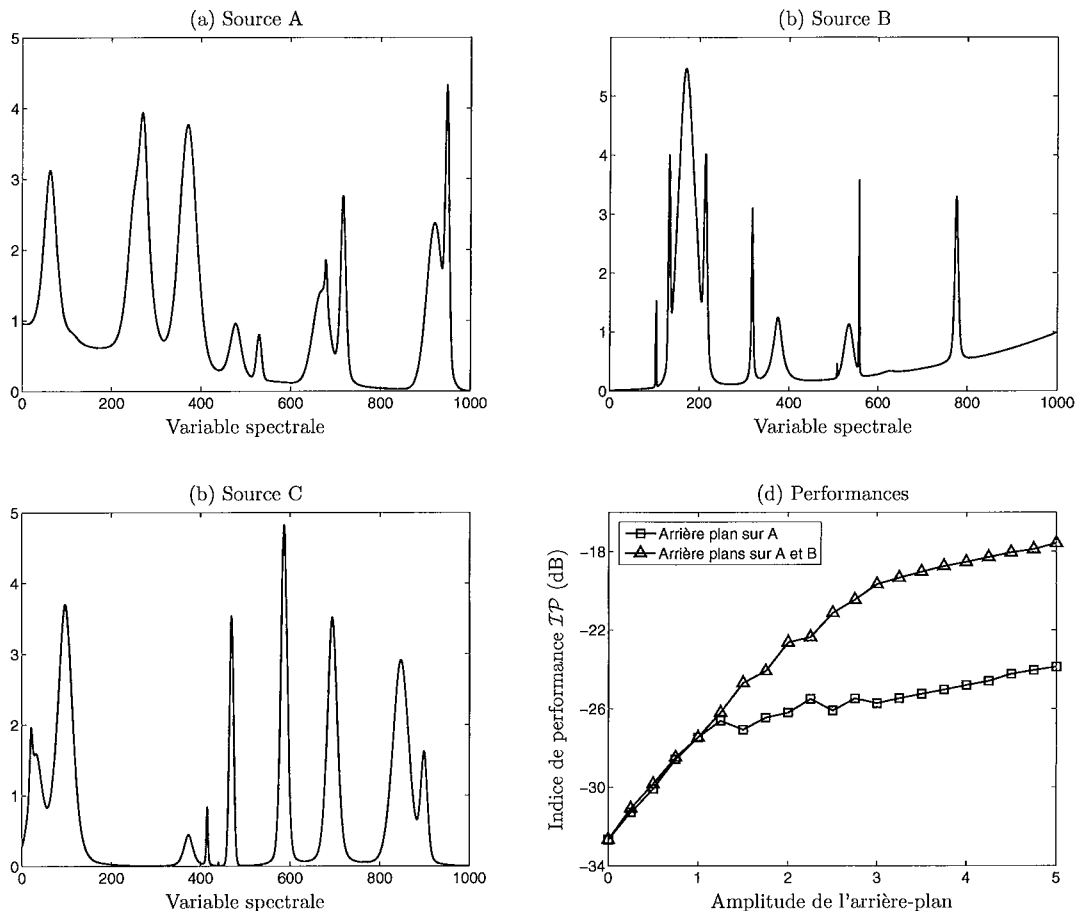 (a) Source A
5
4
3
2
1
0
0 200 400 600 800 1000
Variable spectrale
(b) Source B
5
4
3
2
1
0
0 200 400 600 800 1000
Variable spectrale
(b) Source C
5
4
3
2
1
0
0 200 400 600 800 1000
Variable spectrale
(d) Performances
Indice de performance IP (dB)
Arrière plan sur A
Arrière plans sur A et B
-18
-22
-26
-30
-34
0 1 2 3 4 5
Amplitude de l'arrière-plan